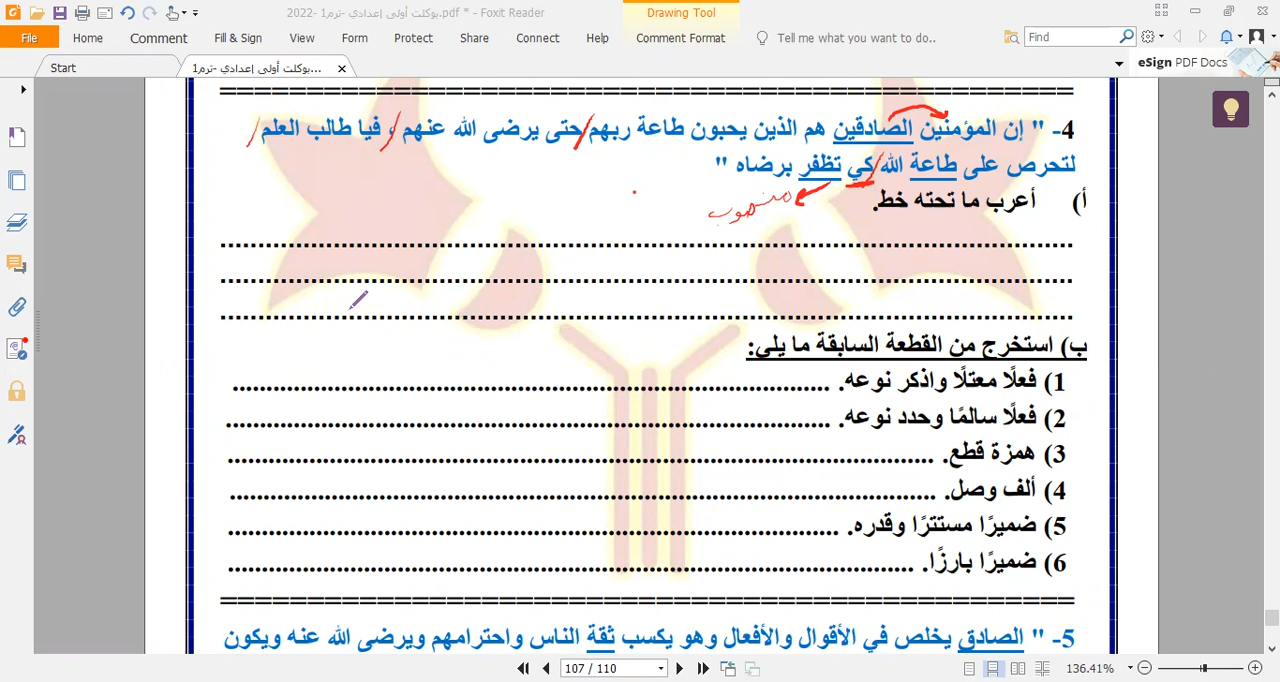 2022- 1بوكلت أولى إعدادي -ترم.pdf * - Foxit Reader
Drawing Tool
File Home Comment Fill & Sign View Form Protect Share Connect Help Comment Format Tell me what you want to do.. Find
Start
بوكلت أولى إعدادي -ترم1...
eSign PDF Docs
4- " إن المؤمنين الصادقين هم الذين يحبون طاعة ربهم حتى يرضى الله عنهم ، فيا طالب العلم
لتحرص على طاعة الله كي تظفر برضاه "
منصوب
أ) أعرب ما تحته خط.
ب) استخرج من القطعة السابقة ما يلي:
1) فعلًا معتلًا واذكر نوعه.
2) فعلًا سالمًا وحدد نوعه.
3) همزة قطع.
4) ألف وصل.
5) ضميرًا مستترًا وقدره.
6) ضميرًا بارزًا.
5- " الصادق يخلص في الأقوال والأفعال وهو يكسب ثقة الناس واحترامهم ويرضى الله عنه ويكون
107 / 110
136.41%